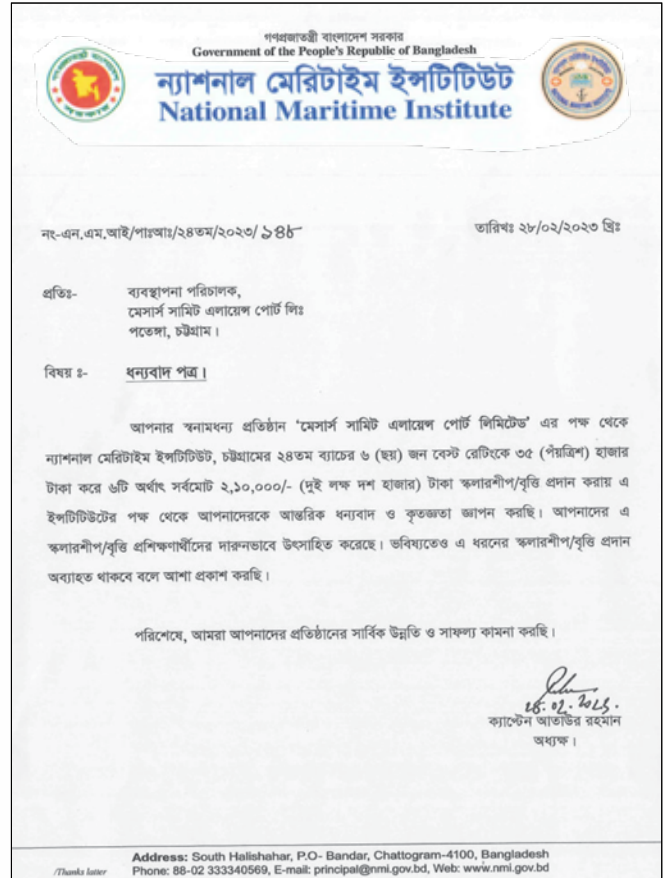 গণপ্রজাতন্ত্রী বাংলাদেশ সরকার
Government of the People's Republic of Bangladesh
ন্যাশনাল মেরিটাইম ইন্সটিটিউট
National Maritime Institute
নং-এন.এম.আই/পাঃআঃ/২৪তম/২০২৩/ ১৪৮
তারিখঃ ২৮/০২/২০২৩ খ্রিঃ
প্রতিঃ- ব্যবস্থাপনা পরিচালক,
মেসার্স সামিট এলায়েন্স পোর্ট লিঃ
পতেঙ্গা, চট্টগ্রাম।
বিষয় ঃ- ধন্যবাদ পত্র।
আপনার স্বনামধন্য প্রতিষ্ঠান ‘মেসার্স সামিট এলায়েন্স পোর্ট লিমিটেড’ এর পক্ষ থেকে
ন্যাশনাল মেরিটাইম ইন্সটিটিউট, চট্টগ্রামের ২৪তম ব্যাচের ৬ (ছয়) জন বেস্ট রেটিংকে ৩৫ (পঁয়ত্রিশ) হাজার
টাকা করে ৬টি অর্থাৎ সর্বমোট ২,১০,০০০/- (দুই লক্ষ দশ হাজার) টাকা স্কলারশীপ/বৃত্তি প্রদান করায় এ
ইন্সটিটিউটের পক্ষ থেকে আপনাদেরকে আন্তরিক ধন্যবাদ ও কৃতজ্ঞতা জ্ঞাপন করছি। আপনাদের এ
স্কলারশীপ/বৃত্তি প্রশিক্ষণার্থীদের দারুনভাবে উৎসাহিত করেছে। ভবিষ্যতেও এ ধরনের স্কলারশীপ/বৃত্তি প্রদান
অব্যাহত থাকবে বলে আশা প্রকাশ করছি।
পরিশেষে, আমরা আপনাদের প্রতিষ্ঠানের সার্বিক উন্নতি ও সাফল্য কামনা করছি।
28.02.2023.
ক্যাপ্টেন আতাউর রহমান
অধ্যক্ষ।
Address: South Halishahar, P.O- Bandar, Chattogram-4100, Bangladesh
/Thanks latter Phone: 88-02 333340569, E-mail: principal@nmi.gov.bd, Web: www.nmi.gov.bd